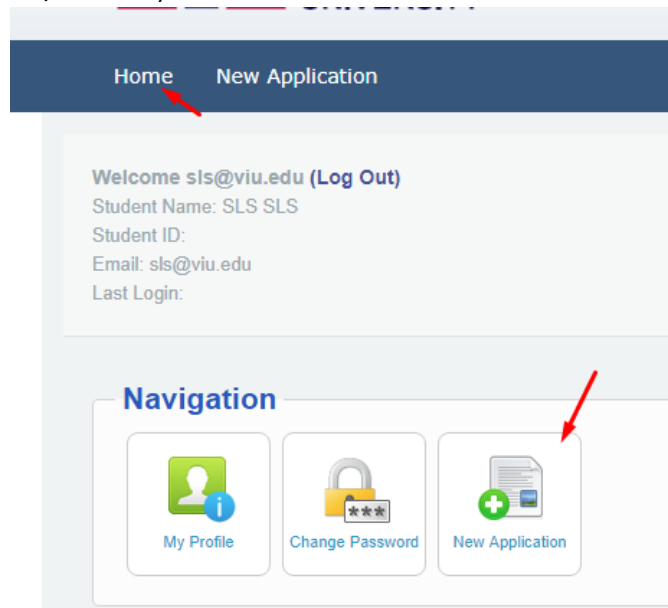 Home New Application
Welcome sls@viu.edu (Log Out)
Student Name: SLS SLS
Student ID:
Email: sls@viu.edu
Last Login:
Navigation
***
My Profile Change Password New Application